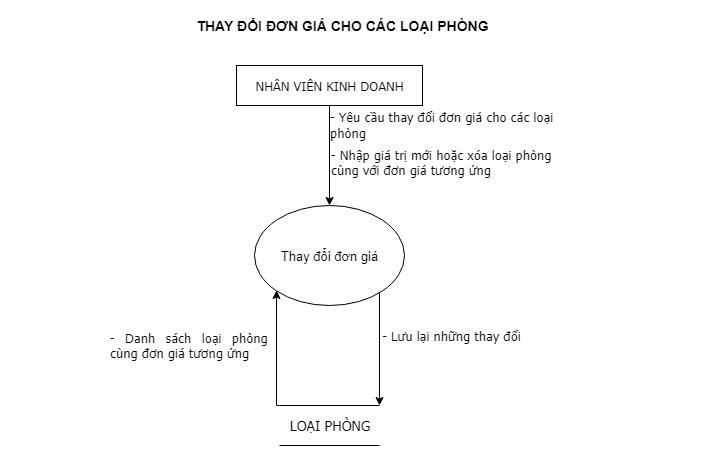 THAY ĐỔI ĐƠN GIÁ CHO CÁC LOẠI PHÒNG
NHÂN VIÊN KINH DOANH
- Yêu cầu thay đổi đơn giá cho các loại
phòng
- Nhập giá trị mới hoặc xóa loại phòng
cùng với đơn giá tương ứng
Thay đổi đơn giá
- Danh sách loại phòng
cùng đơn giá tương ứng
- Lưu lại những thay đổi
LOẠI PHÒNG